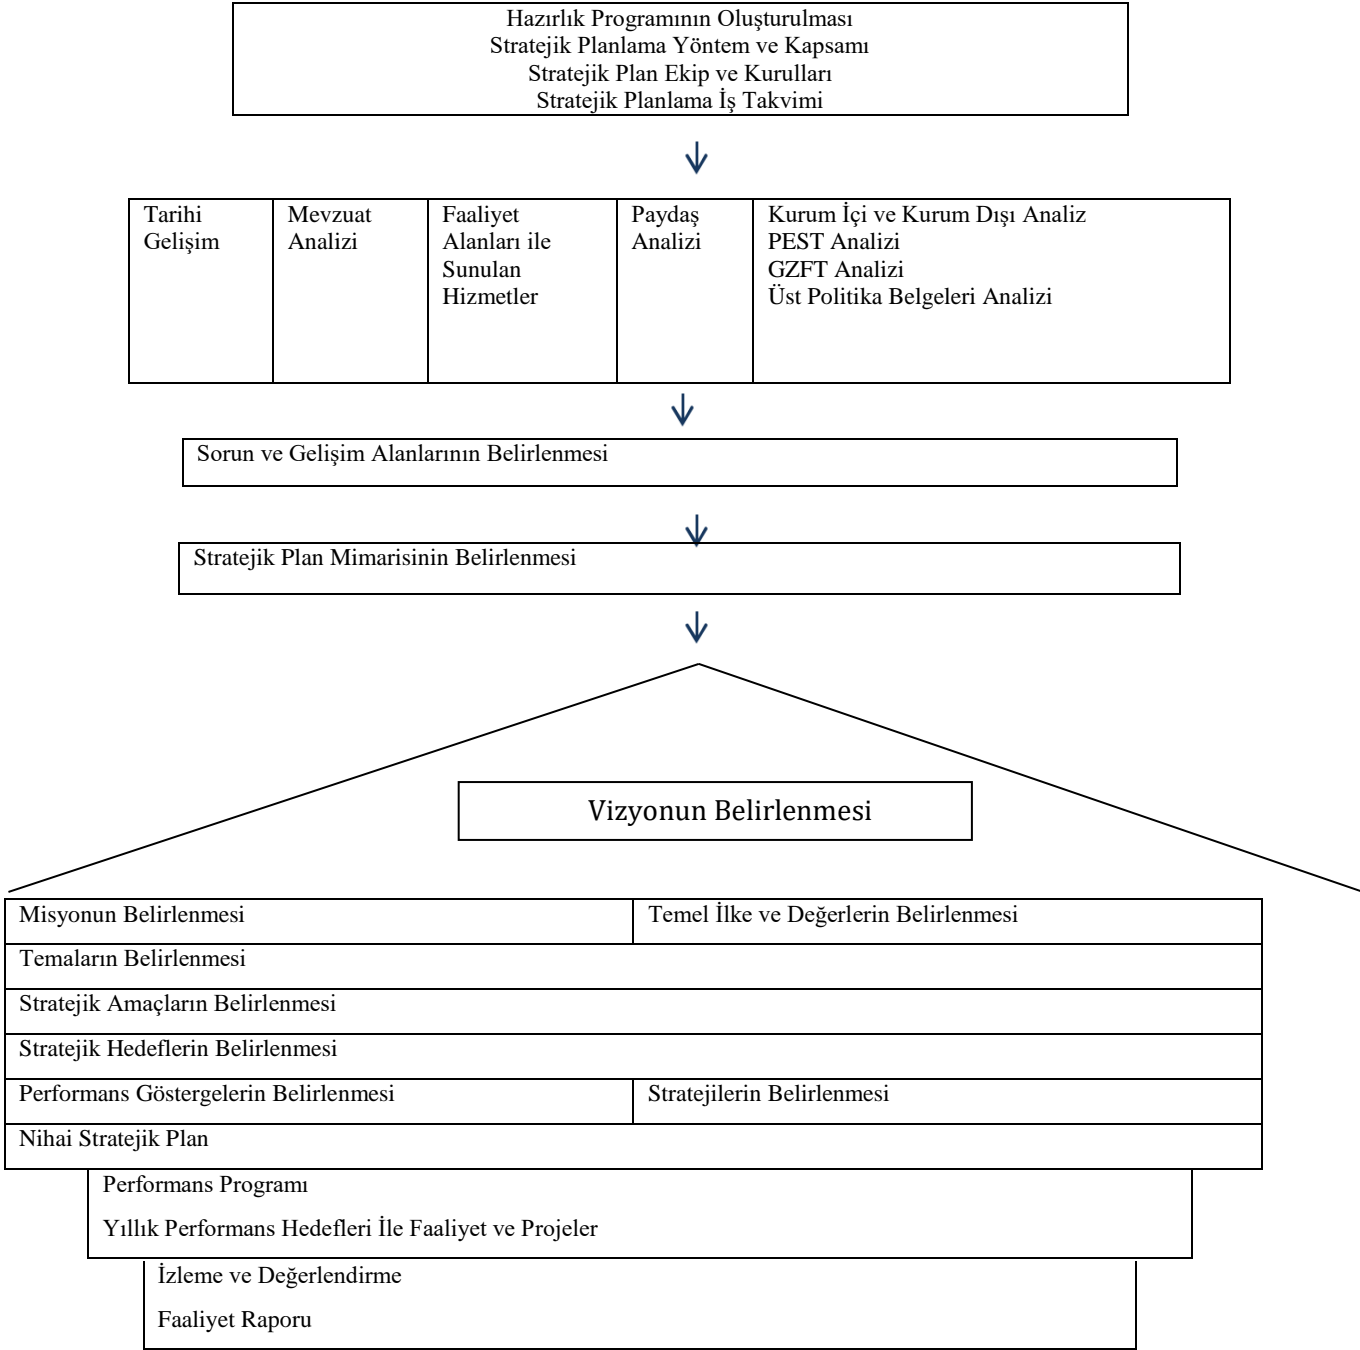 Hazırlık Programının Oluşturulması
Stratejik Planlama Yöntem ve Kapsamı
Stratejik Plan Ekip ve Kurulları
Stratejik Planlama İş Takvimi
Tarihi
Gelişim
Mevzuat
Analizi
Faaliyet
Alanları ile
Sunulan
Hizmetler
Paydaş
Analizi
Kurum İçi ve Kurum Dışı Analiz
PEST Analizi
GZFT Analizi
Üst Politika Belgeleri Analizi
Sorun ve Gelişim Alanlarının Belirlenmesi
Stratejik Plan Mimarisinin Belirlenmesi
Vizyonun Belirlenmesi
Misyonun Belirlenmesi
Temel İlke ve Değerlerin Belirlenmesi
Temaların Belirlenmesi
Stratejik Amaçların Belirlenmesi
Stratejik Hedeflerin Belirlenmesi
Performans Göstergelerin Belirlenmesi
Stratejilerin Belirlenmesi
Nihai Stratejik Plan
Performans Programı
Yıllık Performans Hedefleri İle Faaliyet ve Projeler
İzleme ve Değerlendirme
Faaliyet Raporu